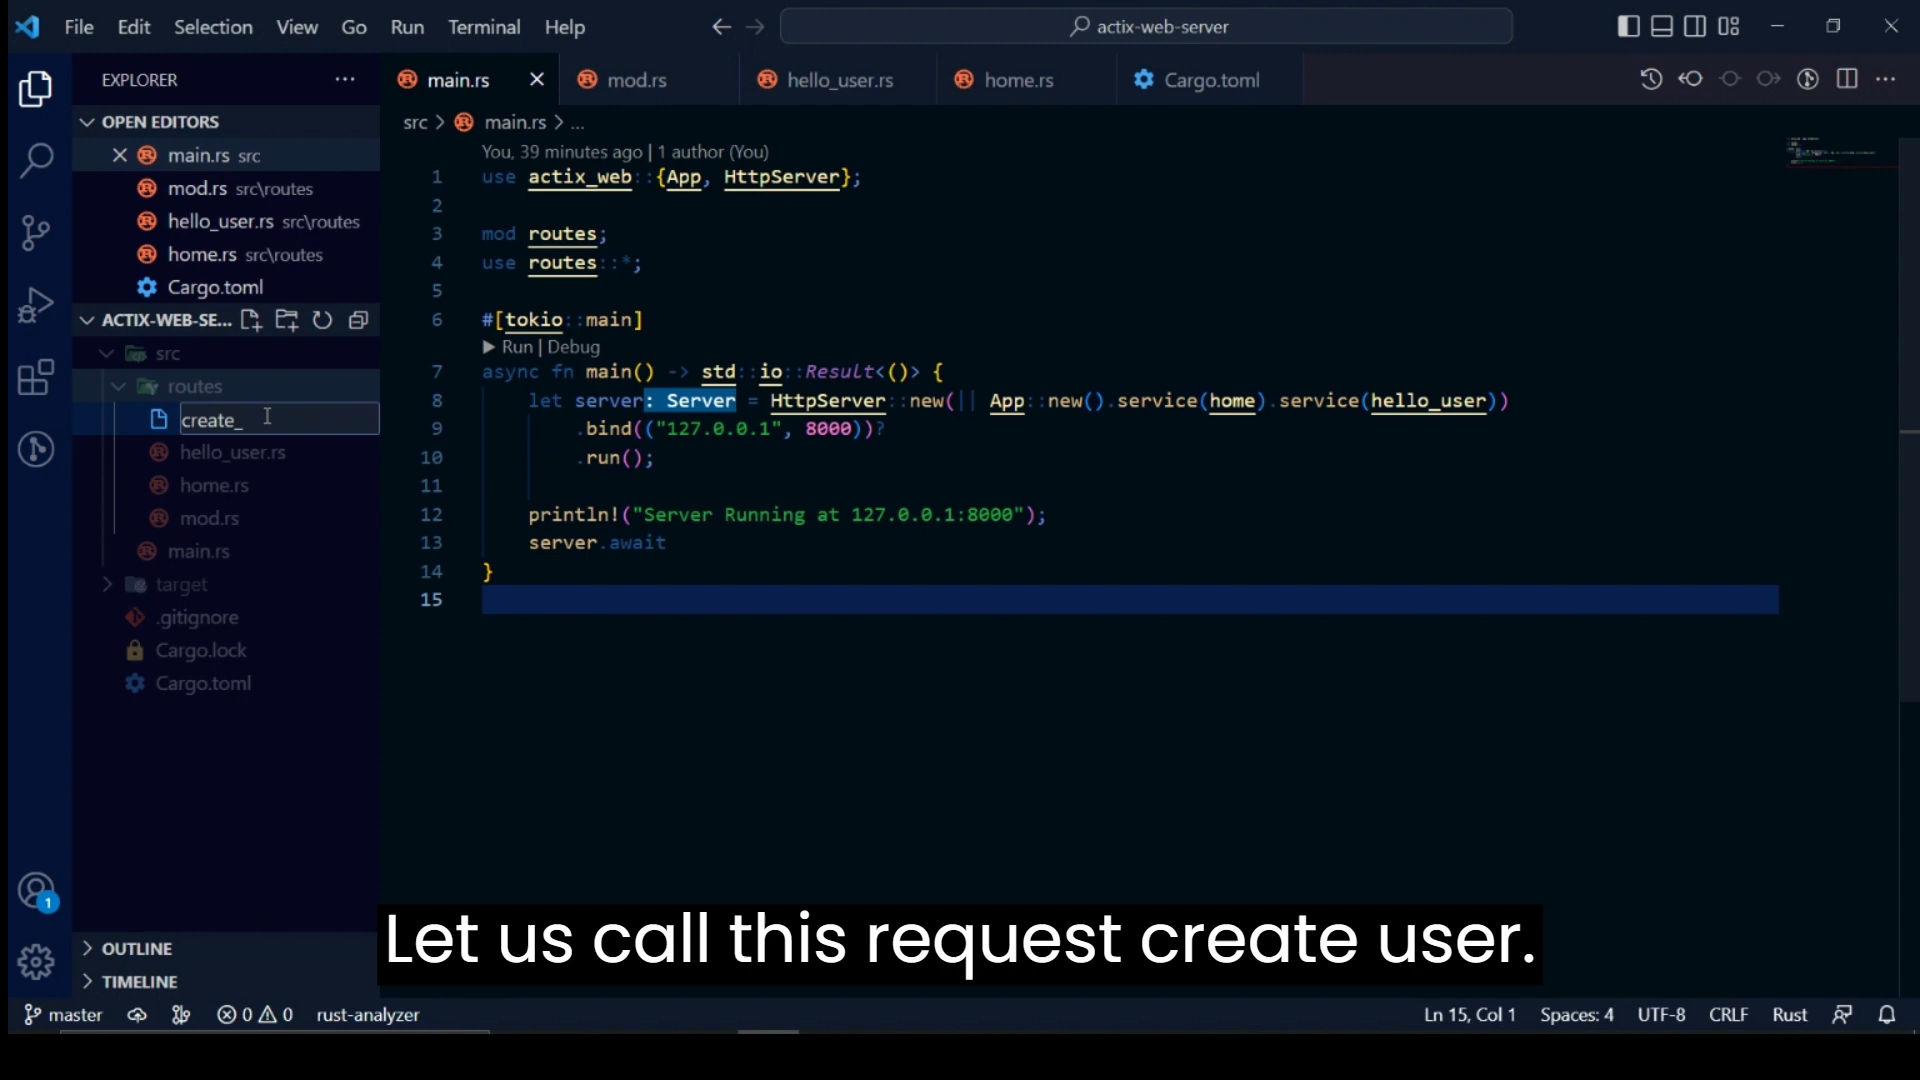 File Edit Selection View Go Run Terminal Help
actix-web-server
EXPLORER
main.rs
mod.rs
hello_user.rs
home.rs
Cargo.toml
OPEN EDITORS
main.rs src
mod.rs src\routes
hello_user.rs src\routes
home.rs src\routes
Cargo.toml
ACTIX-WEB-SE...
src
routes
create_
hello_user.rs
home.rs
mod.rs
main.rs
target
.gitignore
Cargo.lock
Cargo.toml
OUTLINE
TIMELINE
src > main.rs > ...
You, 39 minutes ago | 1 author (You)
1 use actix_web::{App, HttpServer};
2
3 mod routes;
4 use routes::*;
5
6 #[tokio::main]
Run | Debug
7 async fn main() -> std::io::Result<()> {
8 let server: Server = HttpServer::new(|| App::new().service(home).service(hello_user))
9 .bind(("127.0.0.1", 8000))?
10 .run();
11
12 println!("Server Running at 127.0.0.1:8000");
13 server.await
14 }
15
1
Let us call this request create user.
master 0 0 rust-analyzer
Ln 15, Col 1 Spaces: 4 UTF-8 CRLF Rust